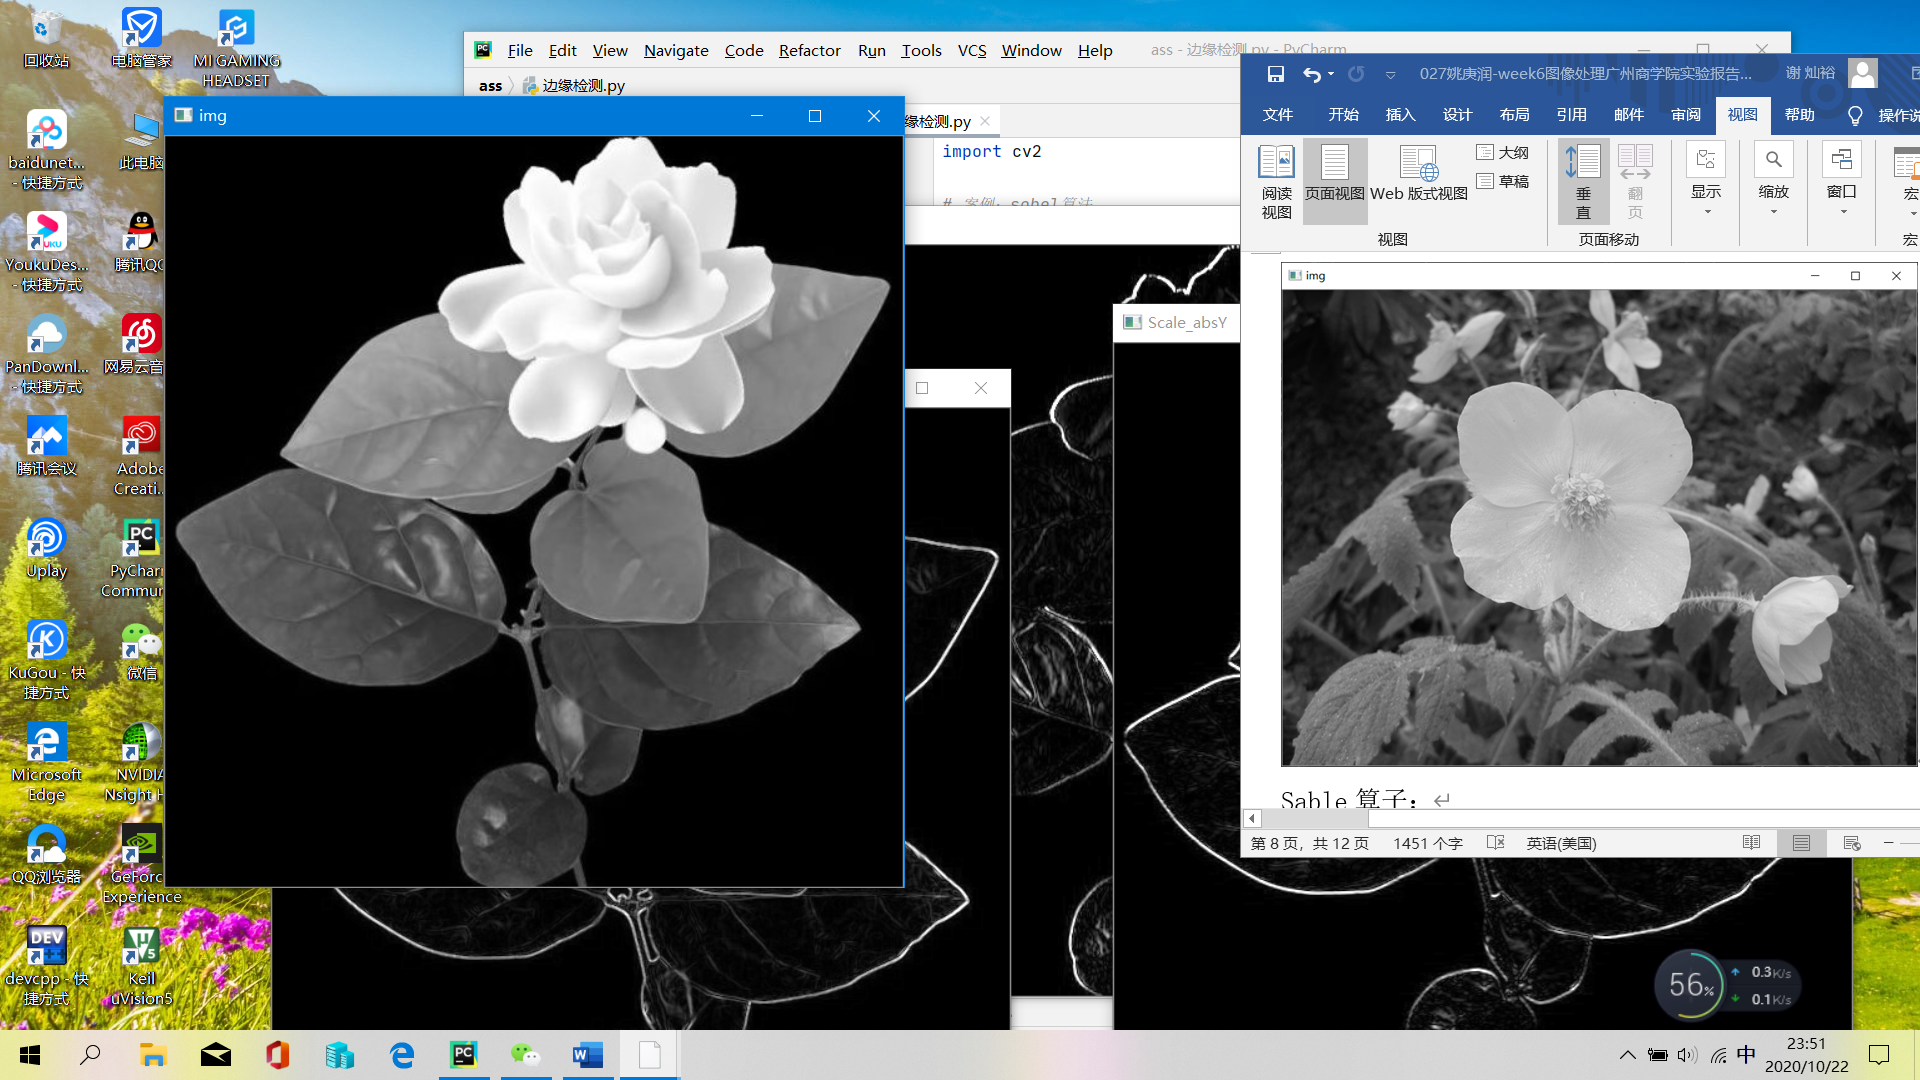 回收站
电脑管家
MI GAMING
HEADSET
baidunet...
- 快捷方式
此电脑
YoukuDes...
- 快捷方式
腾讯QQ
PanDownl...
- 快捷方式
网易云音
腾讯会议
Adobe
Creati...
Uplay
PyCharm
Commun
KuGou - 快
捷方式
微信
Microsoft
Edge
NVIDIA
Nsight H
QQ浏览器
GeForce
Experience
devcpp - 快
捷方式
Keil
uVision5
File Edit View Navigate Code Refactor Run Tools VCS Window Help ass - 边缘检测.py - PyCharm
ass 边缘检测.py
缘检测.py
import cv2
# 案例：sobel算法
img
Scale_absY
027姚庚润-week6图像处理广州商学院实验报告... 谢 灿裕
文件 开始 插入 设计 布局 引用 邮件 审阅 视图 帮助 操作说
阅读
视图
页面视图
Web 版式视图
大纲
草稿
视图
垂
直
翻
页
页面移动
显示
缩放
窗口
宏
宏
img
Sable 算子：↵
第 8 页，共 12 页 1451 个字 英语(美国)
56%
0.3K/s
0.1K/s
中
23:51
2020/10/22